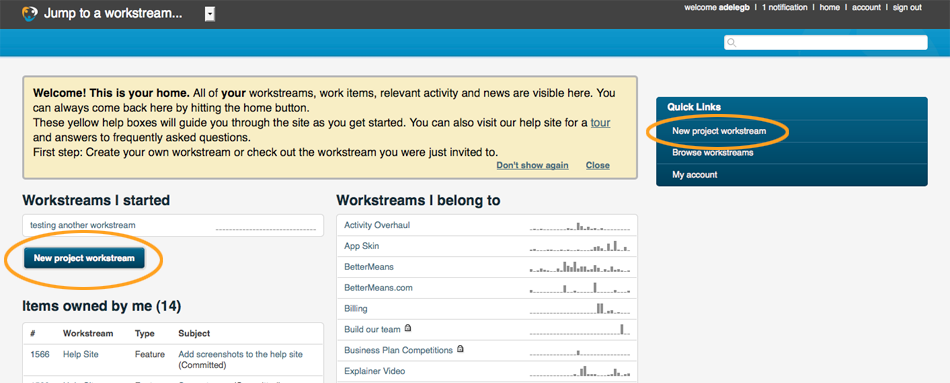 Jump to a workstream...
welcome adelegb | 1 notification | home | account | sign out
Welcome! This is your home. All of your workstreams, work items, relevant activity and news are visible here. You
can always come back here by hitting the home button.
These yellow help boxes will guide you through the site as you get started. You can also visit our help site for a tour
and answers to frequently asked questions.
First step: Create your own workstream or check out the workstream you were just invited to.
Don't show again Close
Quick Links
New project workstream
Browse workstreams
My account
Workstreams I started
testing another workstream
New project workstream
Items owned by me (14)
# Workstream Type Subject
1566 Help Site Feature Add screenshots to the help site
(Committed)
Workstreams I belong to
Activity Overhaul
App Skin
BetterMeans
BetterMeans.com
Billing
Build our team
Business Plan Competitions
Explainer Video